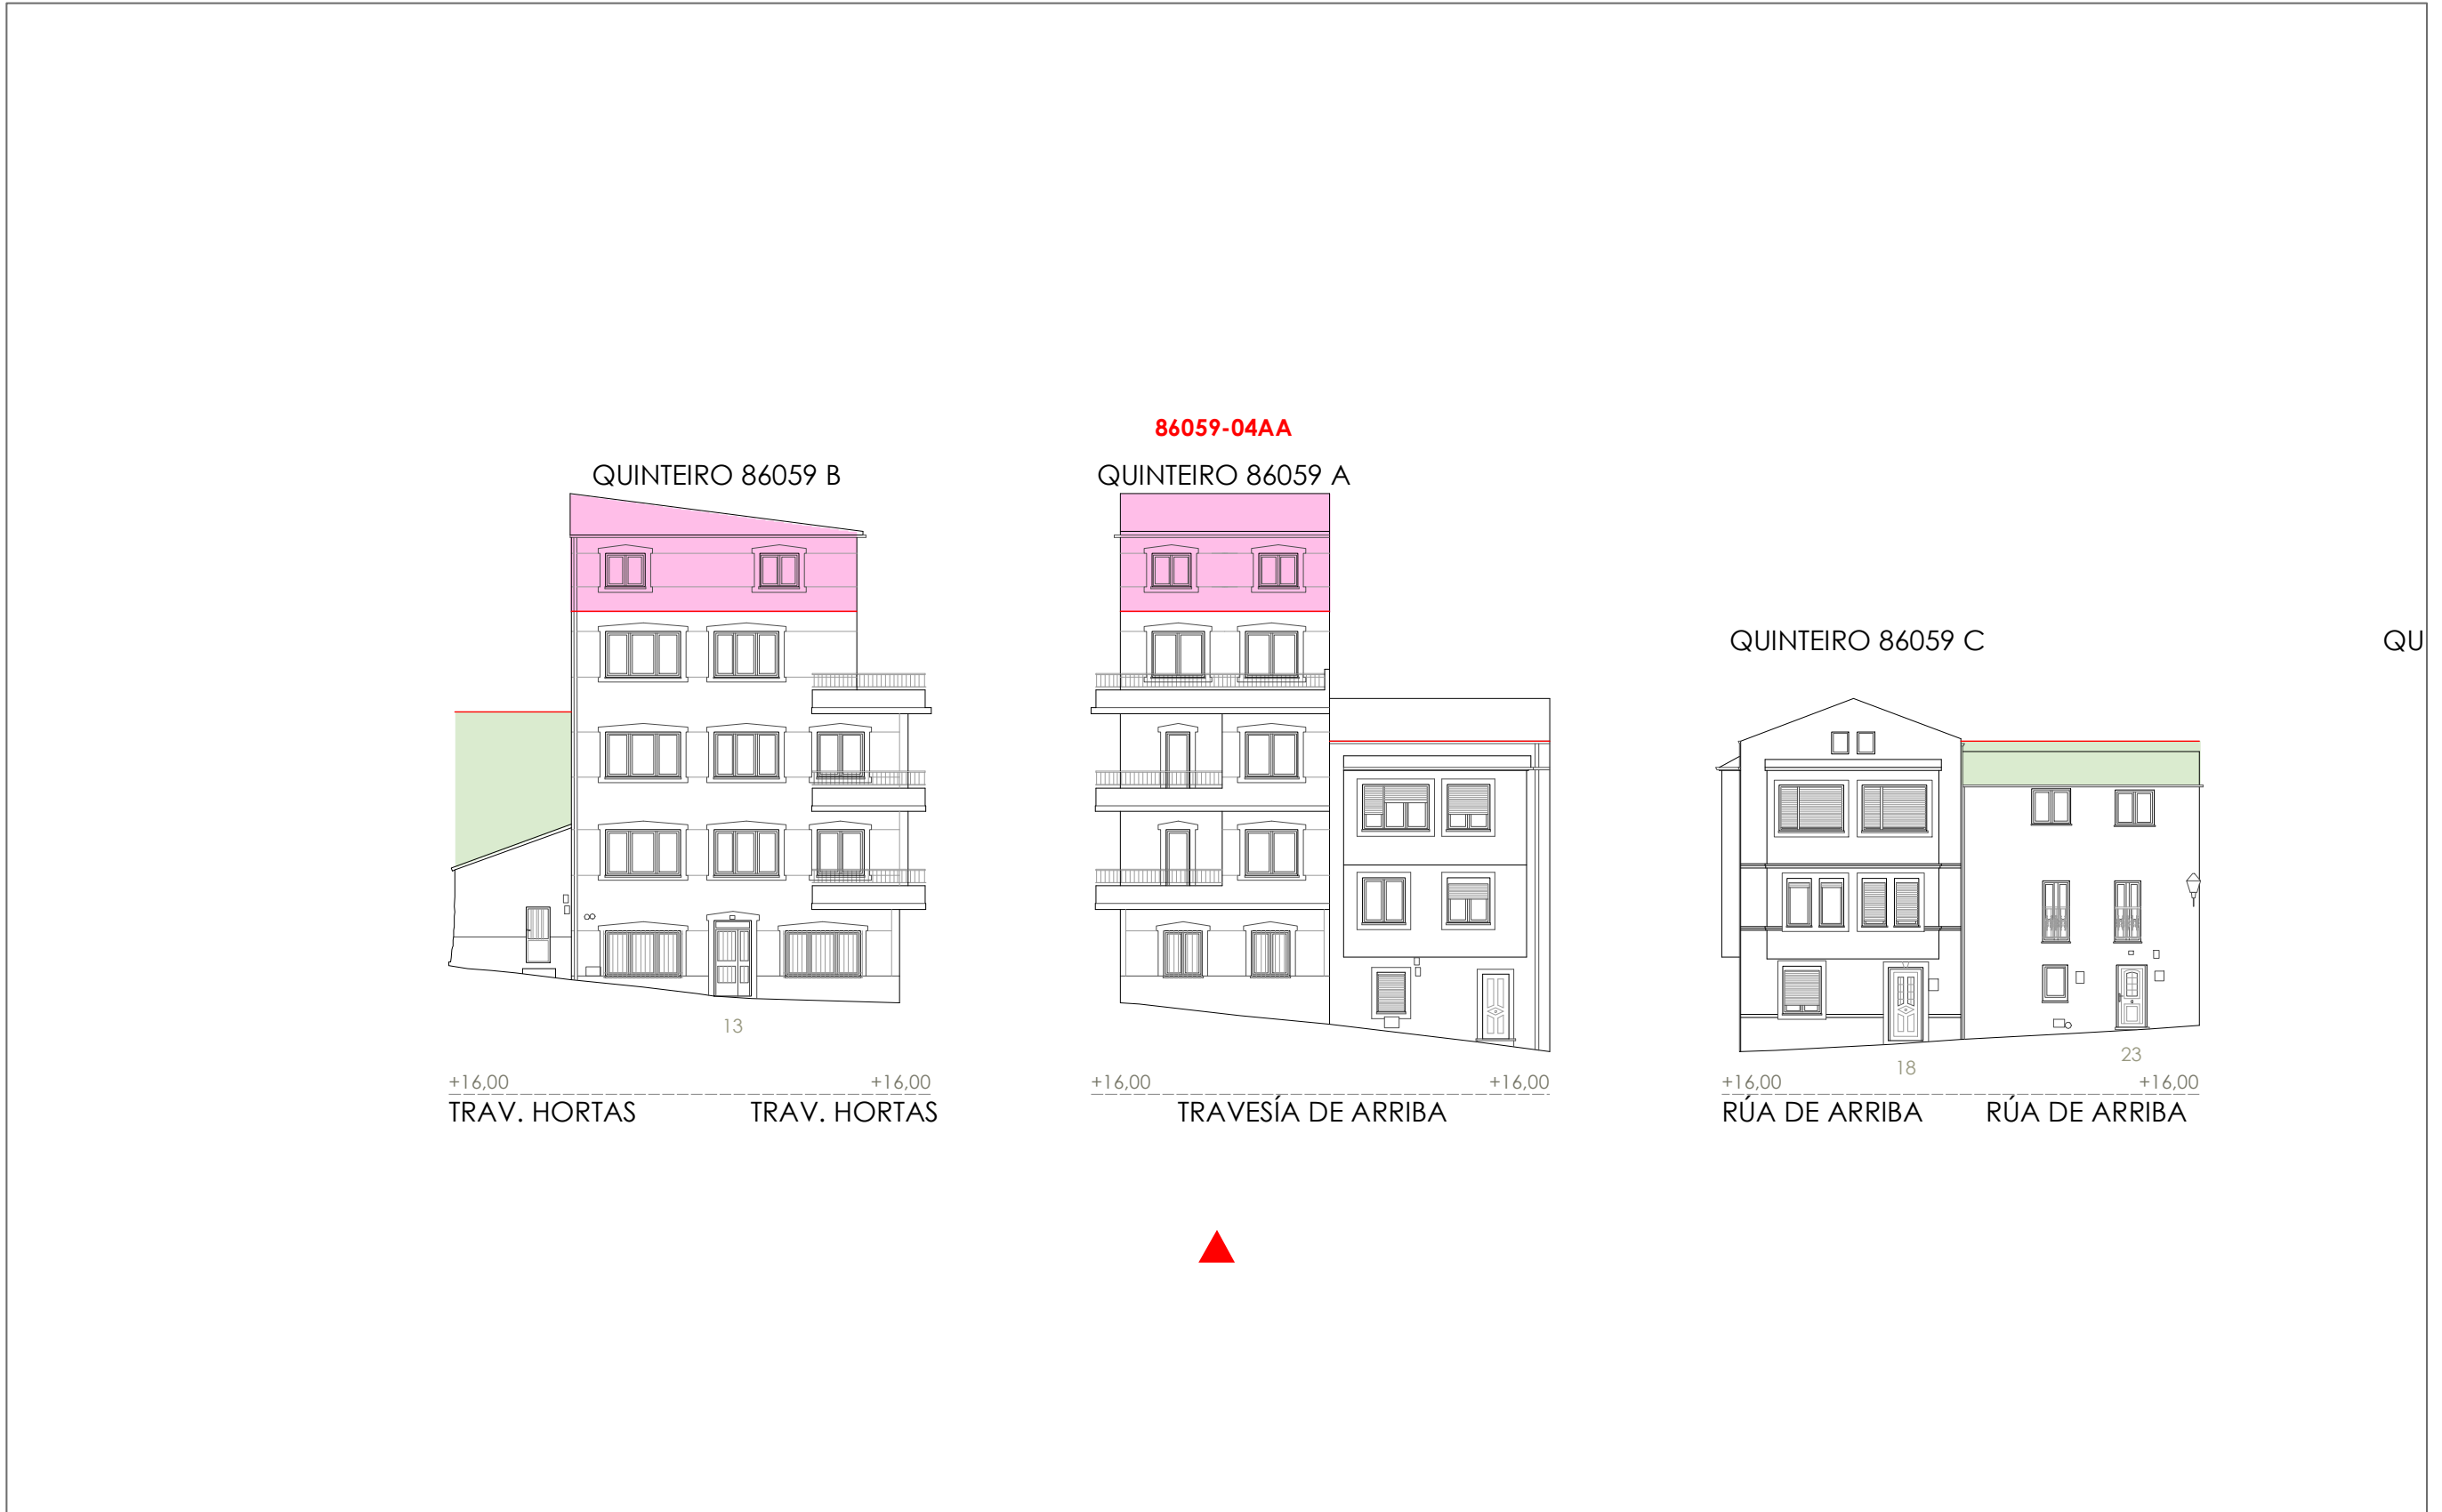 86059-04AA
QUINTEIRO 86059 B
QUINTEIRO 86059 A
QUINTEIRO 86059 C
QU
13
18
23
+16,00
+16,00
+16,00
+16,00
+16,00
+16,00
TRAV. HORTAS
TRAV. HORTAS
TRAVESÍA DE ARRIBA
RÚA DE ARRIBA
RÚA DE ARRIBA